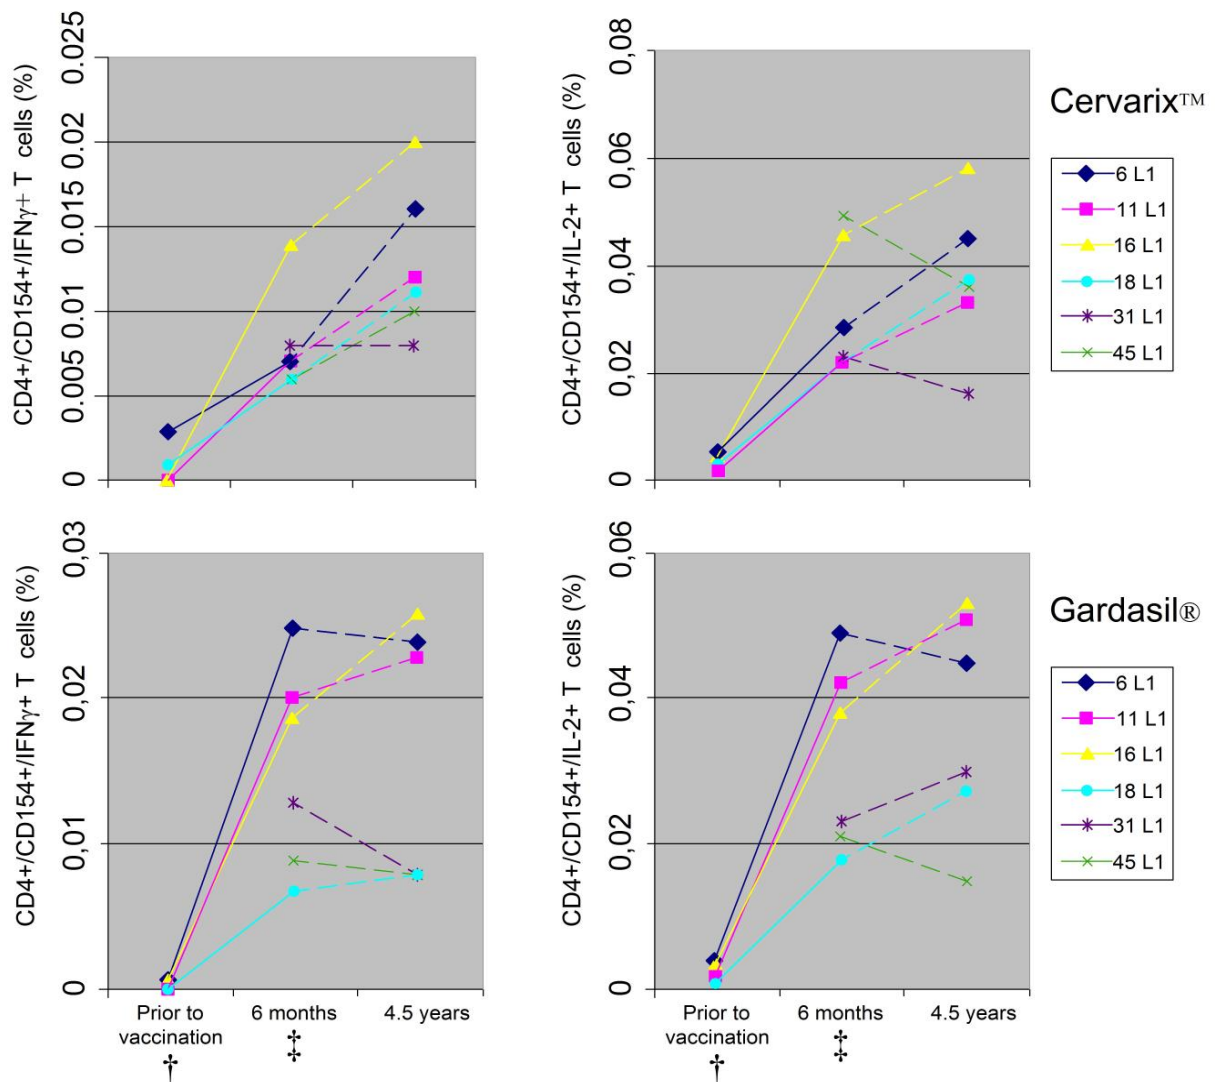 CD4+/CD154+/IFNγ+ T cells (%)
0.025
0.02
0.015
0.01
0.005
0
CD4+/CD154+/IL-2+ T cells (%)
0,08
0,06
0,04
0,02
0
Cervarix™
6 L1
11 L1
16 L1
18 L1
31 L1
45 L1
CD4+/CD154+/IFNγ+ T cells (%)
0,03
0,02
0,01
0
Prior to
vaccination
†
6 months
‡
4.5 years
CD4+/CD154+/IL-2+ T cells (%)
0,06
0,04
0,02
0
Prior to
vaccination
†
6 months
‡
4.5 years
Gardasil®
6 L1
11 L1
16 L1
18 L1
31 L1
45 L1